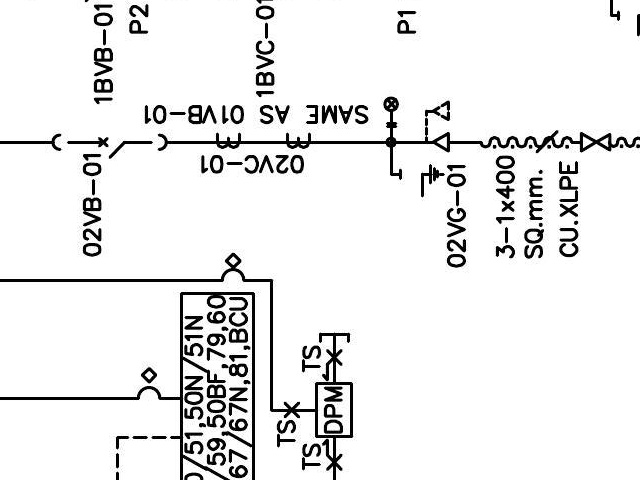 1BVB-01
P2
1BVC-01
P1
SAME AS 01VB-01
02VC-01
02VB-01
02VG-01
3-1x400
SQ.mm.
CU.XLPE
/51,50N/51N
/59,50BF,79,60
67/67N,81,BCU
TS
TS
DPM
TS